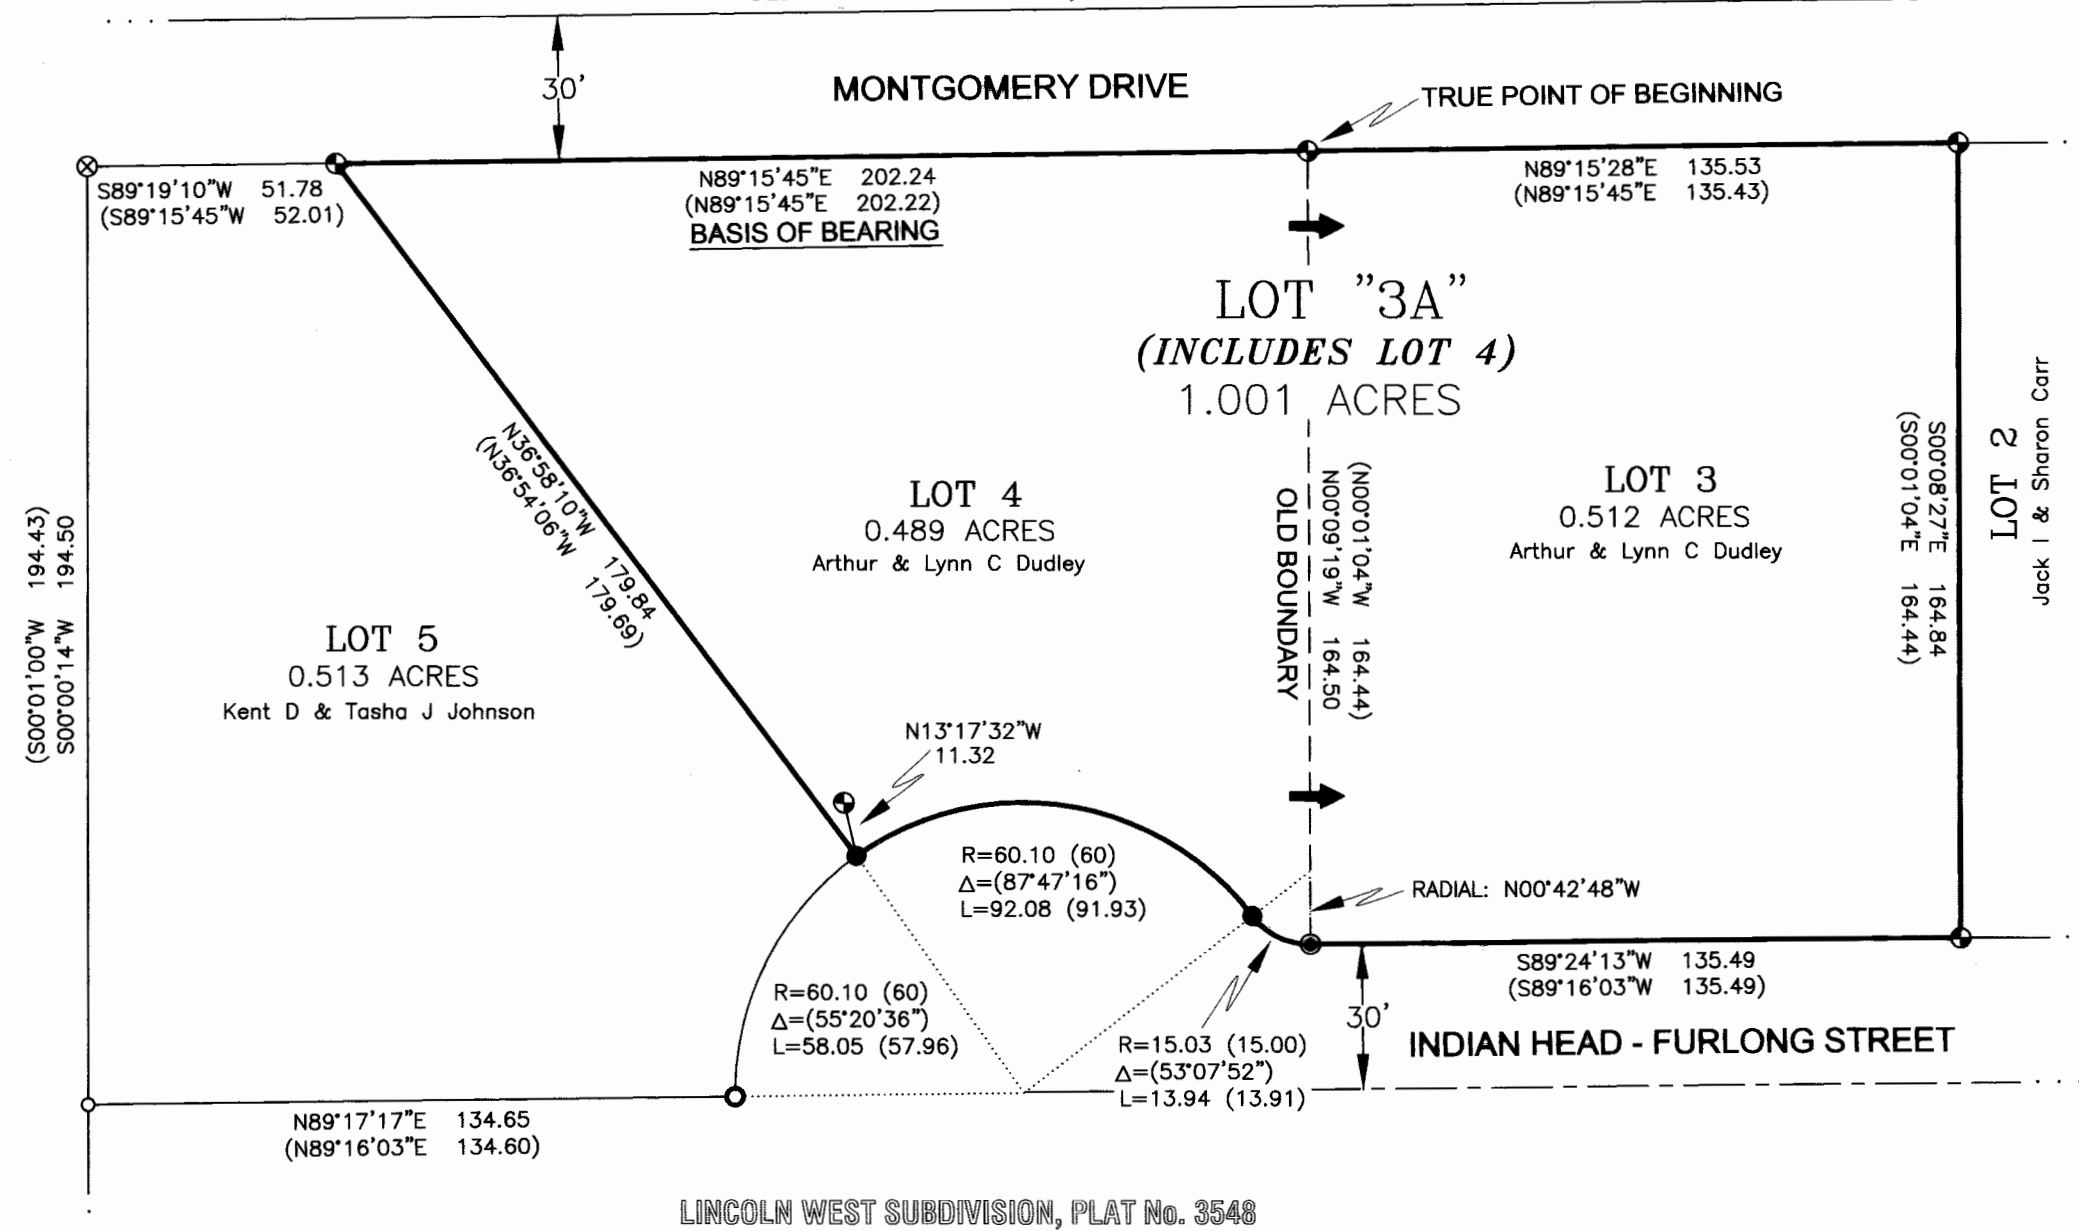 MONTGOMERY DRIVE
30'
TRUE POINT OF BEGINNING
S89°19'10"W 51.78
(S89°15'45"W 52.01)
N89°15'45"E 202.24
(N89°15'45"E 202.22)
BASIS OF BEARING
N89°15'28"E 135.53
(N89°15'45"E 135.43)
LOT "3A"
(INCLUDES LOT 4)
1.001 ACRES
N36°58'10"W 179.84
(N36°54'06"W 179.69)
LOT 4
0.489 ACRES
Arthur & Lynn C Dudley
OLD BOUNDARY
N00°09'19"W 164.50
(N00°01'04"W 164.44)
LOT 3
0.512 ACRES
Arthur & Lynn C Dudley
S00°08'27"E 164.84
(S00°01'04"E 164.44)
LOT 2
Jack I & Sharon Carr
(S00°01'00"W 194.43)
S00°00'14"W 194.50
LOT 5
0.513 ACRES
Kent D & Tasha J Johnson
N13°17'32"W
11.32
R=60.10 (60)
Δ=(87°47'16")
L=92.08 (91.93)
RADIAL: N00°42'48"W
R=60.10 (60)
Δ=(55°20'36")
L=58.05 (57.96)
S89°24'13"W 135.49
(S89°16'03"W 135.49)
30'
INDIAN HEAD - FURLONG STREET
R=15.03 (15.00)
Δ=(53°07'52")
L=13.94 (13.91)
N89°17'17"E 134.65
(N89°16'03"E 134.60)
LINCOLN WEST SUBDIVISION, PLAT No. 3548